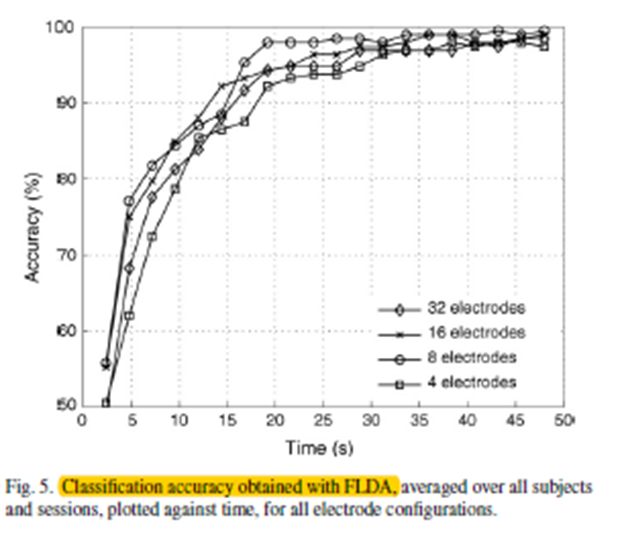 100
90
80
70
60
50
0 5 10 15 20 25 30 35 40 45 50
Accuracy (%)
32 electrodes
16 electrodes
8 electrodes
4 electrodes
Time (s)
Fig. 5. Classification accuracy obtained with FLDA, averaged over all subjects
and sessions, plotted against time, for all electrode configurations.